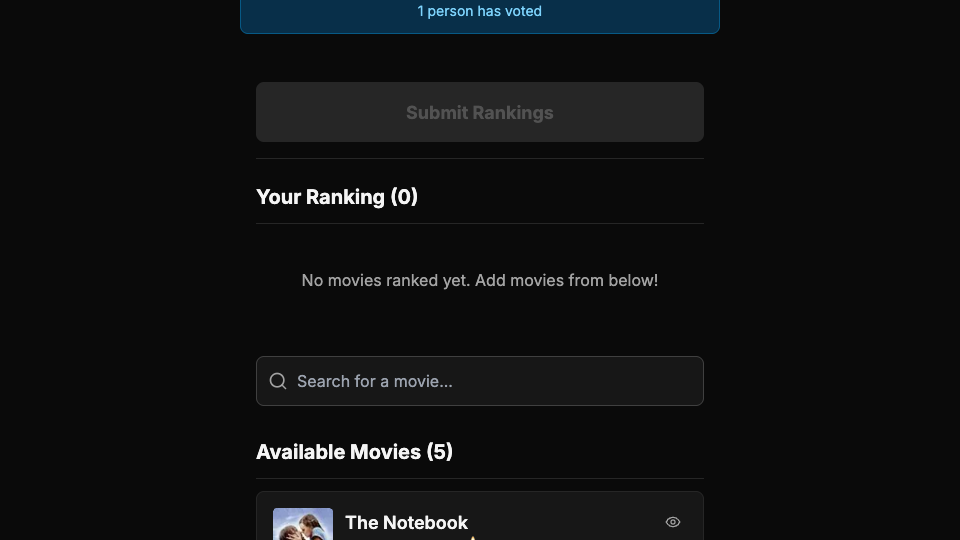 1 person has voted
Submit Rankings
Your Ranking (0)
No movies ranked yet. Add movies from below!
Search for a movie...
Available Movies (5)
The Notebook